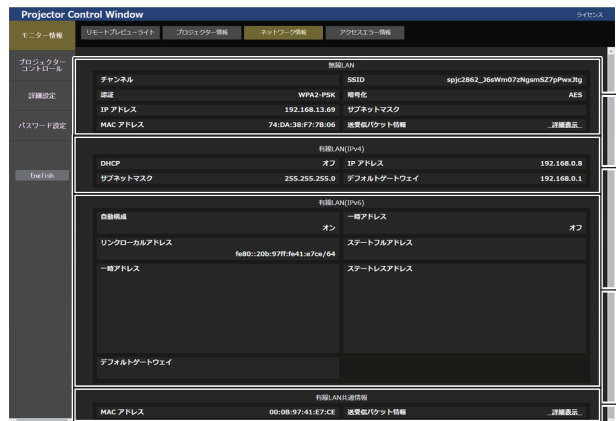 Projector Control Window
ライセンス
モニター情報
リモートプレビューライト プロジェクター情報 ネットワーク情報 アクセスエラー情報
プロジェクター
コントロール
詳細設定
パスワード設定
English
無線LAN
チャンネル SSID spjc2862_J6sWm07zNgsmSZ7pPwxJtg
認証 WPA2-PSK 暗号化 AES
IP アドレス 192.168.13.69 サブネットマスク
MAC アドレス 74:DA:38:F7:7B:06 送受信パケット情報 詳細表示
有線LAN(IPv4)
DHCP オフ IP アドレス 192.168.0.8
サブネットマスク 255.255.255.0 デフォルトゲートウェイ 192.168.0.1
有線LAN(IPv6)
自動構成 オン 一時アドレス オフ
リンクローカルアドレス fe80::20b:97ff:fe41:e7ce/64 ステートフルアドレス
一時アドレス ステートレスアドレス
デフォルトゲートウェイ
有線LAN共通情報
MAC アドレス 00:0B:97:41:E7:CE 送受信パケット情報 詳細表示